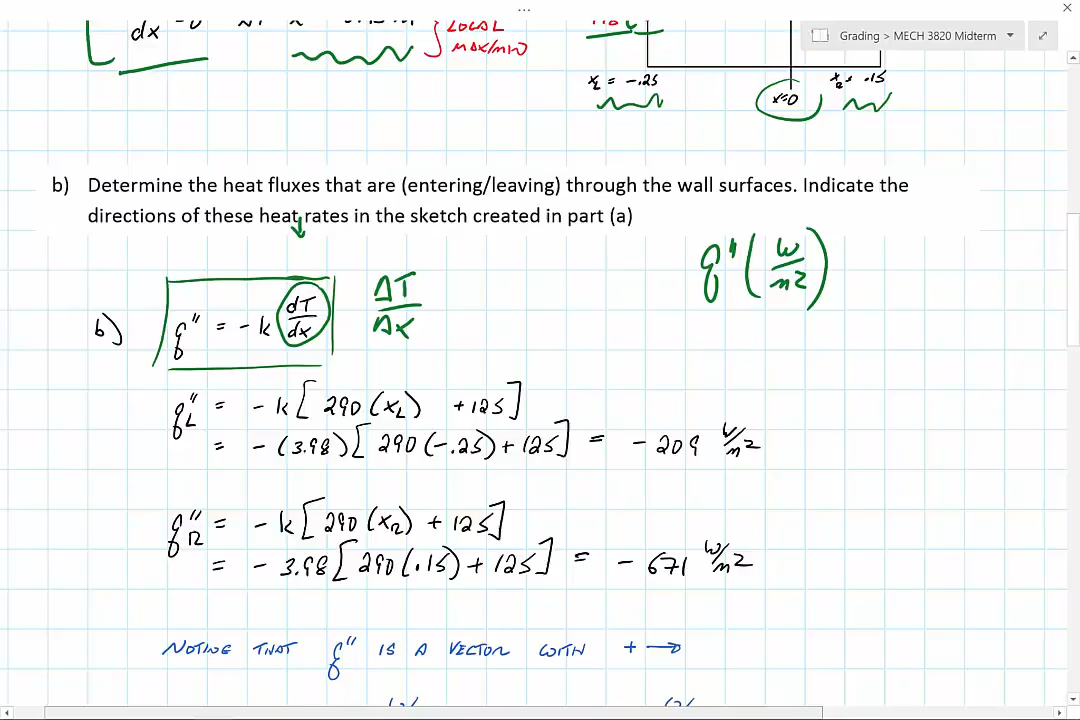 dx
LOCAL
MAX/MIN
Grading > MECH 3820 Midterm
x_L = -.25
x=0
x_R = .15
b) Determine the heat fluxes that are (entering/leaving) through the wall surfaces. Indicate the
directions of these heat rates in the sketch created in part (a)
q" (W/m2)
b) q" = -k dT/dx ΔT/Δx
q"L = -k[290(xL) +125]
= -(3.98)[290(-.25)+125] = -209 W/m2
q"R = -k[290(xR) + 125]
= -3.98[290(.15)+125] = -671 W/m2
NOTING THAT q" IS A VECTOR WITH + →